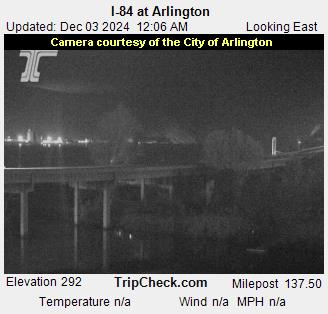 I-84 at Arlington
Updated: Dec 03 2024 12:06 AM Looking East
Camera courtesy of the City of Arlington
Elevation 292 TripCheck.com Milepost 137.50
Temperature n/a Wind n/a MPH n/a